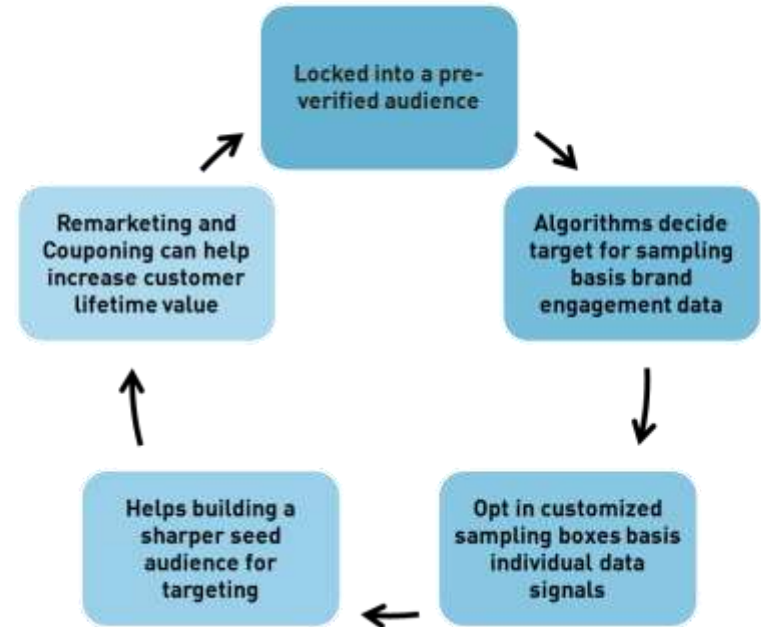 Locked into a pre-
verified audience
Algorithms decide
target for sampling
basis brand
engagement data
Opt in customized
sampling boxes basis
individual data
signals
Helps building a
sharper seed
audience for
targeting
Remarketing and
Couponing can help
increase customer
lifetime value